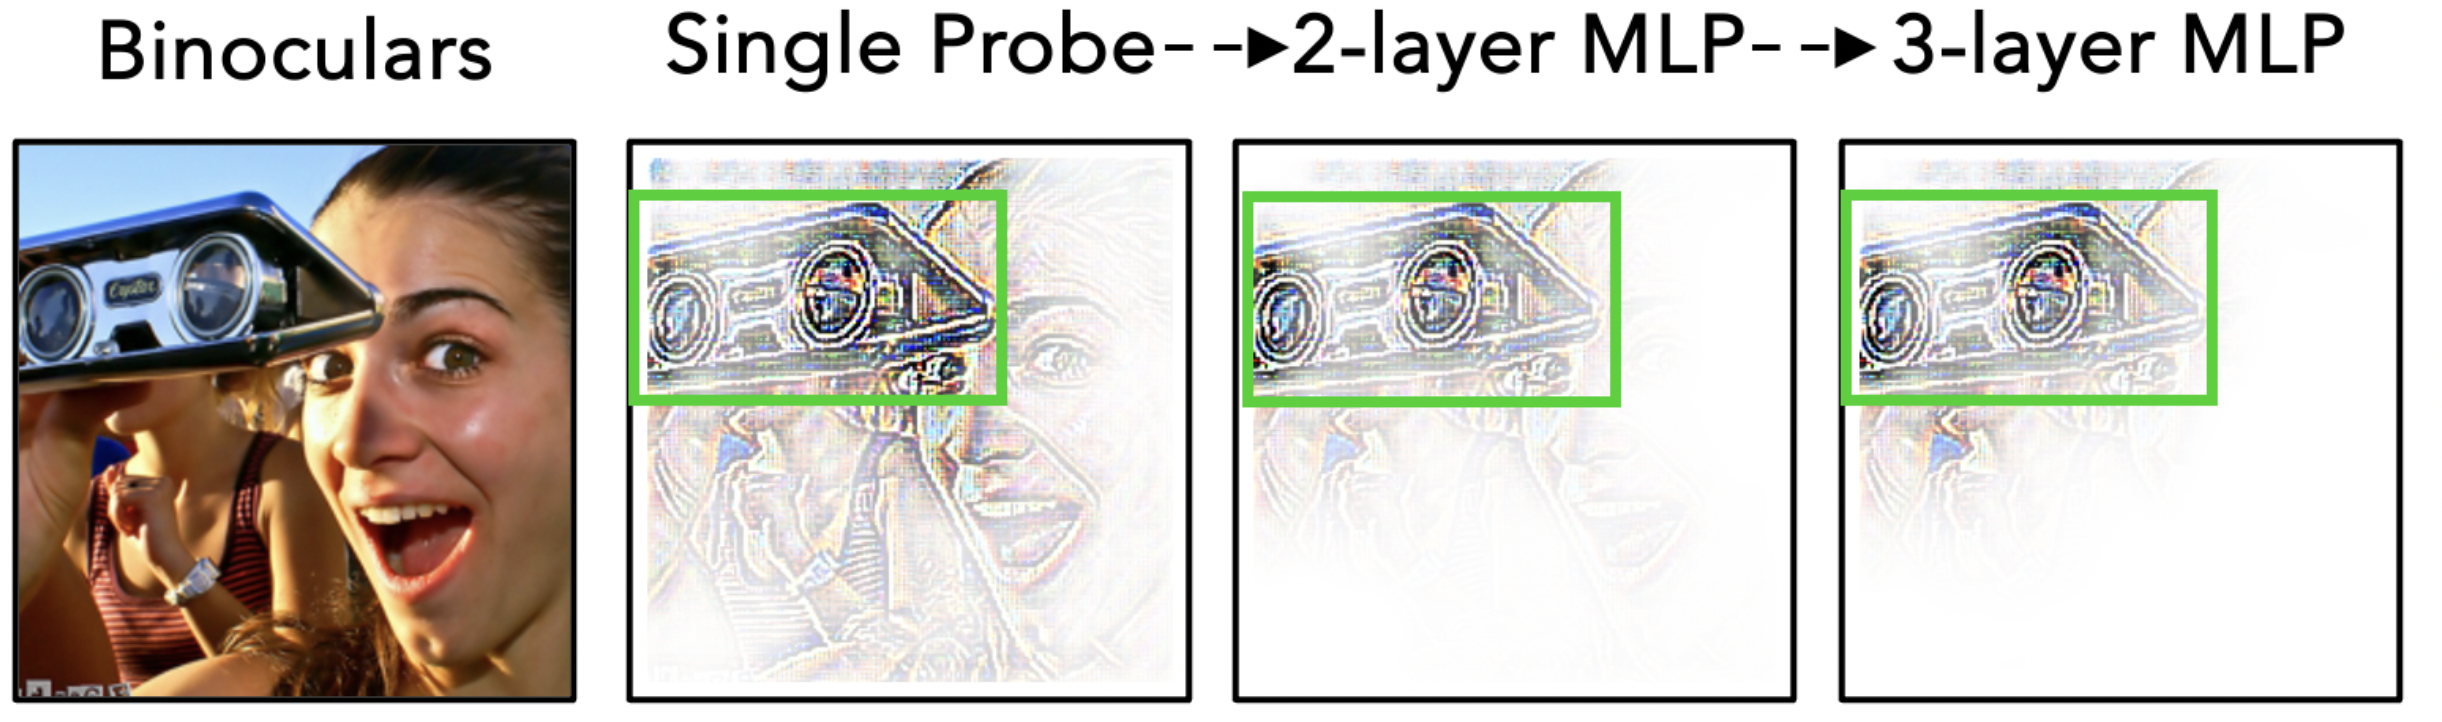 Binoculars
Single Probe--►2-layer MLP--►3-layer MLP